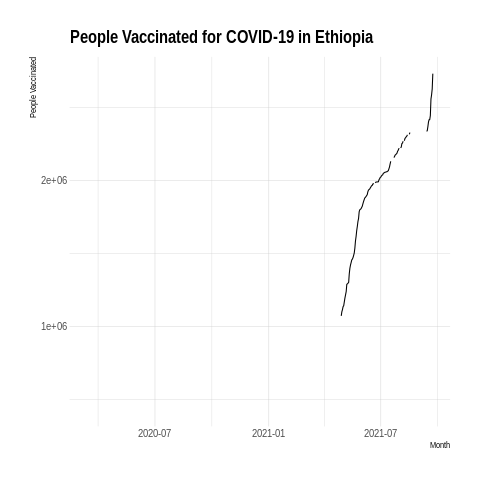 People Vaccinated for COVID-19 in Ethiopia
People Vaccinated
2e+06
1e+06
2020-07 2021-01 2021-07
Month